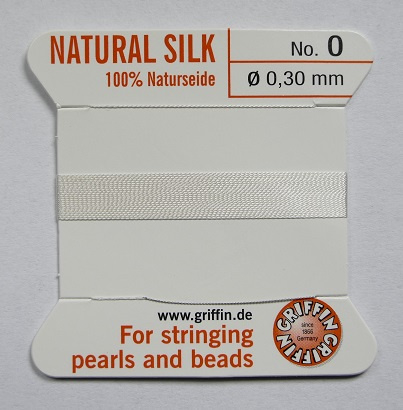 NATURAL SILK
100% Naturseide
No. 0
Ø 0,30 mm
www.griffin.de
For stringing
pearls and beads
GRIFFIN GRIFFIN
since
1866
Germany